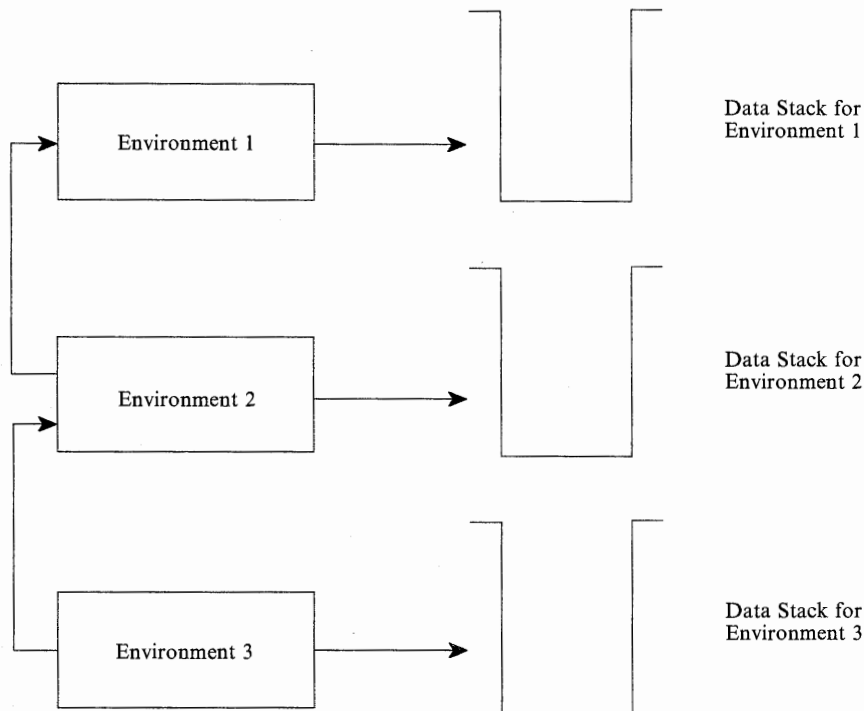 Environment 1
Data Stack for
Environment 1
Environment 2
Data Stack for
Environment 2
Environment 3
Data Stack for
Environment 3